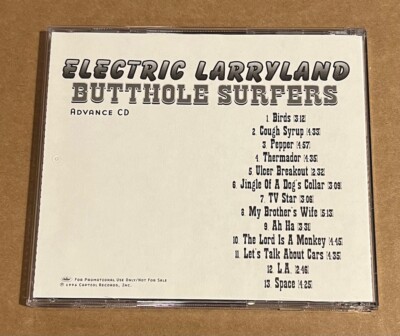 ELECTRIC LARRYLAND
BUTTHOLE SURFERS
ADVANCE CD
1. Birds [3:12]
2. Cough Syrup [4:33]
3. Pepper [4:57]
4. Thermador [4:35]
5. Ulcer Breakout [2:32]
6. Jingle Of A Dog's Collar [3:09]
7. TV Star [3:09]
8. My Brother's Wife [5:13]
9. Ah Ha [3:31]
10. The Lord Is A Monkey [4:45]
11. Let's Talk About Cars [4:35]
12. L.A. [2:46]
13. Space [4:25]
FOR PROMOTIONAL USE ONLY/NOT FOR SALE
© 1996 CAPITOL RECORDS, INC.